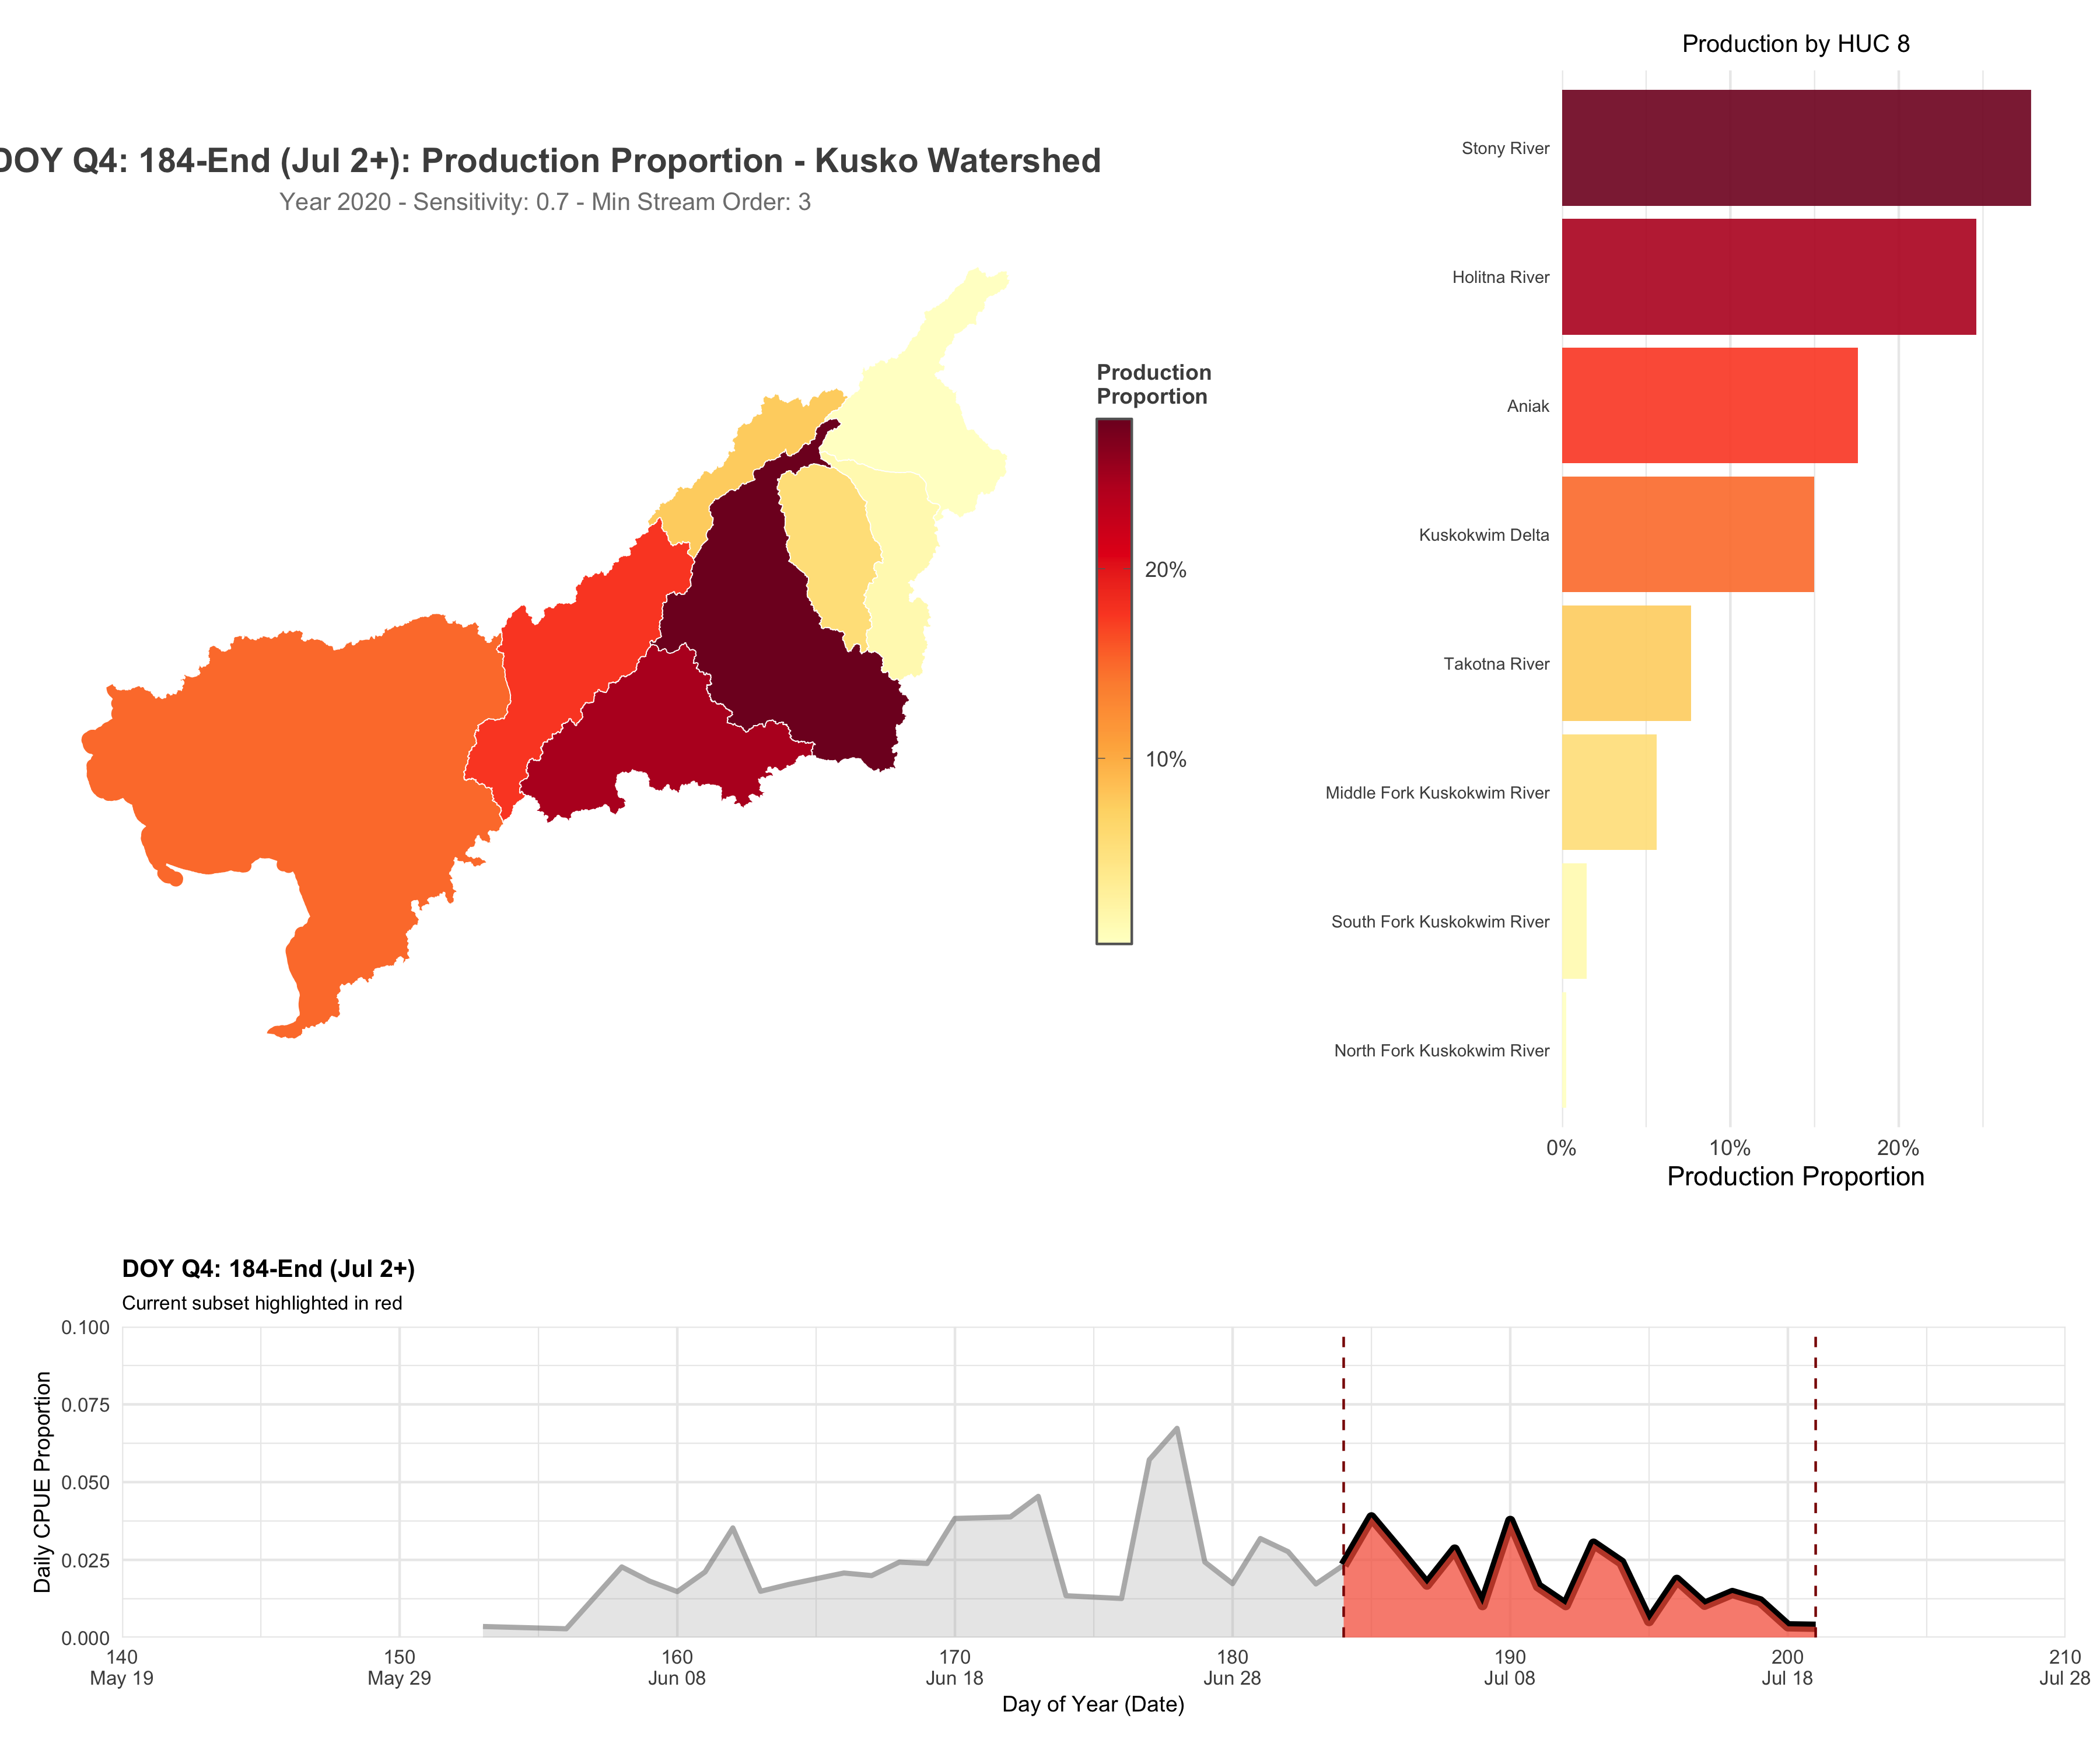 Production by HUC 8
DOY Q4: 184-End (Jul 2+): Production Proportion - Kusko Watershed
Year 2020 - Sensitivity: 0.7 - Min Stream Order: 3
Production
Proportion
20%
10%
Stony River
Holitna River
Aniak
Kuskokwim Delta
Takotna River
Middle Fork Kuskokwim River
South Fork Kuskokwim River
North Fork Kuskokwim River
0% 10% 20%
Production Proportion
DOY Q4: 184-End (Jul 2+)
Current subset highlighted in red
Daily CPUE Proportion
0.100
0.075
0.050
0.025
0.000
140 150 160 170 180 190 200 210
May 19 May 29 Jun 08 Jun 18 Jun 28 Jul 08 Jul 18 Jul 28
Day of Year (Date)